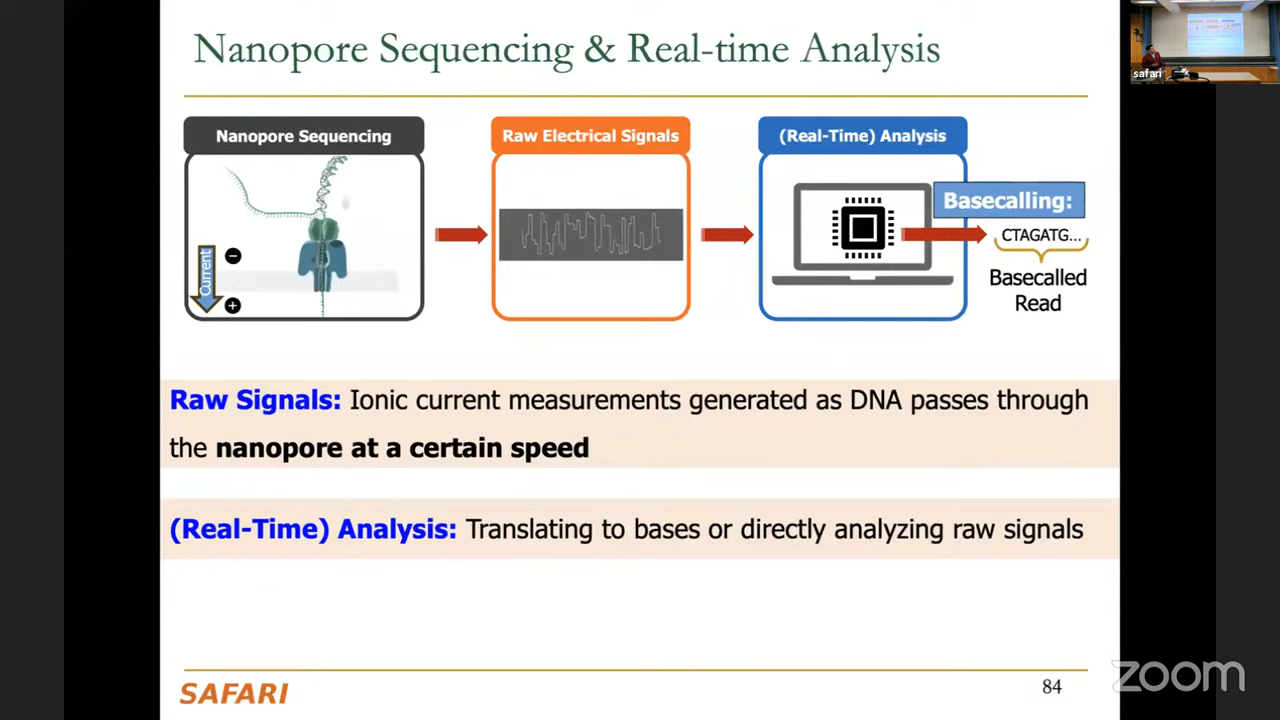 Nanopore Sequencing & Real-time Analysis
safari
Nanopore Sequencing
Raw Electrical Signals
(Real-Time) Analysis
Current
−
+
Basecalling:
CTAGATG...
Basecalled
Read
Raw Signals: Ionic current measurements generated as DNA passes through
the nanopore at a certain speed
(Real-Time) Analysis: Translating to bases or directly analyzing raw signals
SAFARI
84
zoom